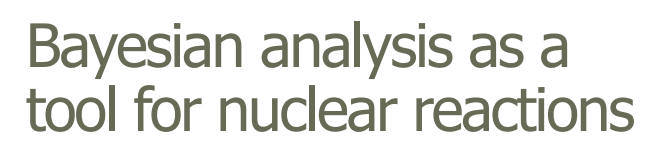 Bayesian analysis as a
tool for nuclear reactions